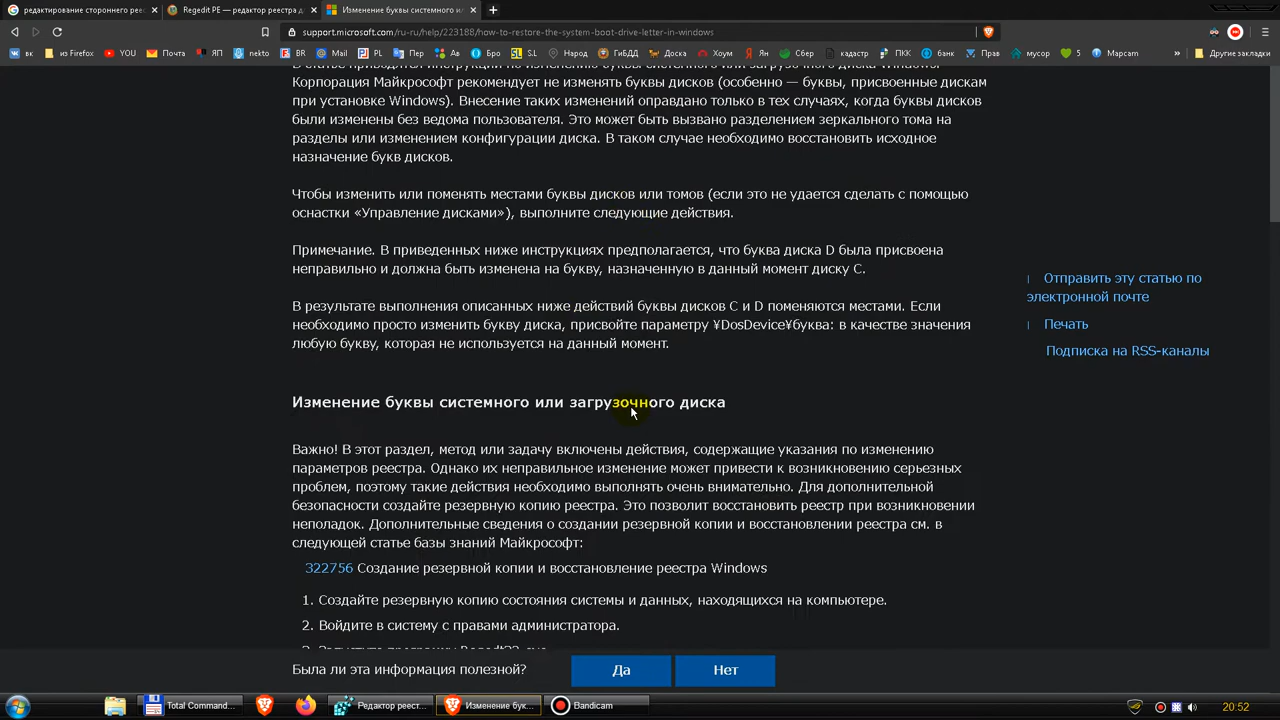 редактирование стороннего рее
Regedit PE — редактор реестра д
Изменение буквы системного ил
support.microsoft.com/ru-ru/help/223188/how-to-restore-the-system-boot-drive-letter-in-windows
вк
из Firefox
YOU
Почта
ЯП
nekto
BR
Mail
PL
Пер
Ав
Бро
S.L
Народ
ГиБДД
Доска
Хоум
Ян
Сбер
кадастр
ПКК
бинк
Прав
мусор
5
Марсам
»
Другие закладки
Корпорация Майкрософт рекомендует не изменять буквы дисков (особенно — буквы, присвоенные дискам
при установке Windows). Внесение таких изменений оправдано только в тех случаях, когда буквы дисков
были изменены без ведома пользователя. Это может быть вызвано разделением зеркального тома на
разделы или изменением конфигурации диска. В таком случае необходимо восстановить исходное
назначение букв дисков.
Чтобы изменить или поменять местами буквы дисков или томов (если это не удается сделать с помощью
оснастки «Управление дисками»), выполните следующие действия.
Примечание. В приведенных ниже инструкциях предполагается, что буква диска D была присвоена
неправильно и должна быть изменена на букву, назначенную в данный момент диску C.
В результате выполнения описанных ниже действий буквы дисков C и D поменяются местами. Если
необходимо просто изменить букву диска, присвойте параметру ¥DosDevice¥буква: в качестве значения
любую букву, которая не используется на данный момент.
Отправить эту статью по
электронной почте
Печать
Подписка на RSS-каналы
Изменение буквы системного или загрузочного диска
Важно! В этот раздел, метод или задачу включены действия, содержащие указания по изменению
параметров реестра. Однако их неправильное изменение может привести к возникновению серьезных
проблем, поэтому такие действия необходимо выполнять очень внимательно. Для дополнительной
безопасности создайте резервную копию реестра. Это позволит восстановить реестр при возникновении
неполадок. Дополнительные сведения о создании резервной копии и восстановлении реестра см. в
следующей статье базы знаний Майкрософт:
322756 Создание резервной копии и восстановление реестра Windows
1. Создайте резервную копию состояния системы и данных, находящихся на компьютере.
2. Войдите в систему с правами администратора.
Была ли эта информация полезной?
Да
Нет
Total Command...
Редактор реест...
Изменение бук...
Bandicam
20:52